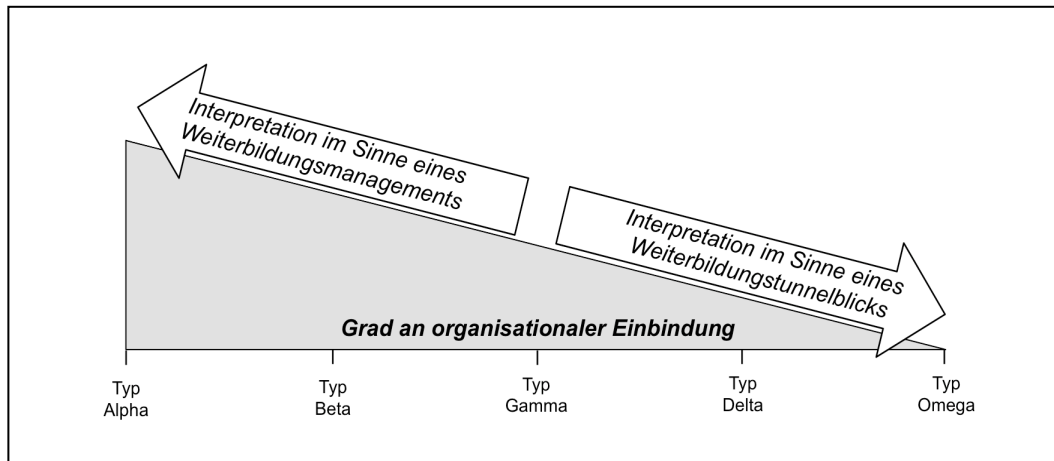 Interpretation im Sinne eines
Weiterbildungsmanagements
Interpretation im Sinne eines
Weiterbildungstunnelblicks
Grad an organisationaler Einbindung
Typ
Alpha
Typ
Beta
Typ
Gamma
Typ
Delta
Typ
Omega